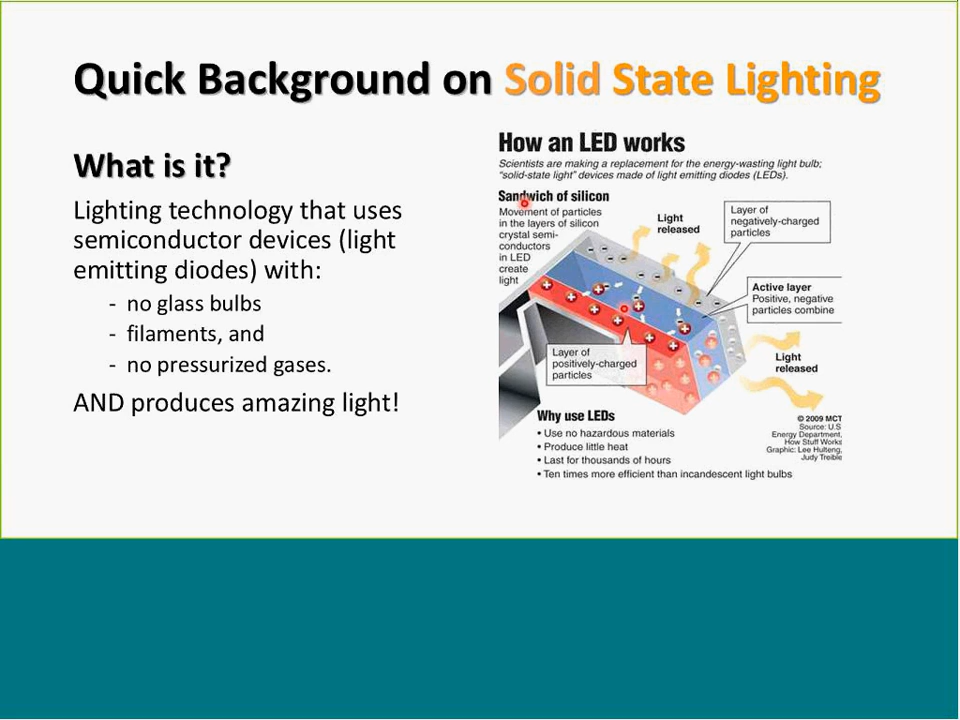 Quick Background on Solid State Lighting
What is it?
Lighting technology that uses
semiconductor devices (light
emitting diodes) with:
- no glass bulbs
- filaments, and
- no pressurized gases.
AND produces amazing light!
How an LED works
Scientists are making a replacement for the energy-wasting light bulb;
"solid-state light" devices made of light emitting diodes (LEDs).
Sandwich of silicon
Movement of particles
in the layers of silicon
crystal semi-
conductors
in LED
create
light
Light
released
Layer of
negatively-charged
particles
Active layer
Positive, negative
particles combine
Layer of
positively-charged
particles
Light
released
Why use LEDs
• Use no hazardous materials
• Produce little heat
• Last for thousands of hours
• Ten times more efficient than incandescent light bulbs
© 2009 MCT
Source: U.S
Energy Department,
How Stuff Works
Graphic: Lee Hulteng,
Judy Treible